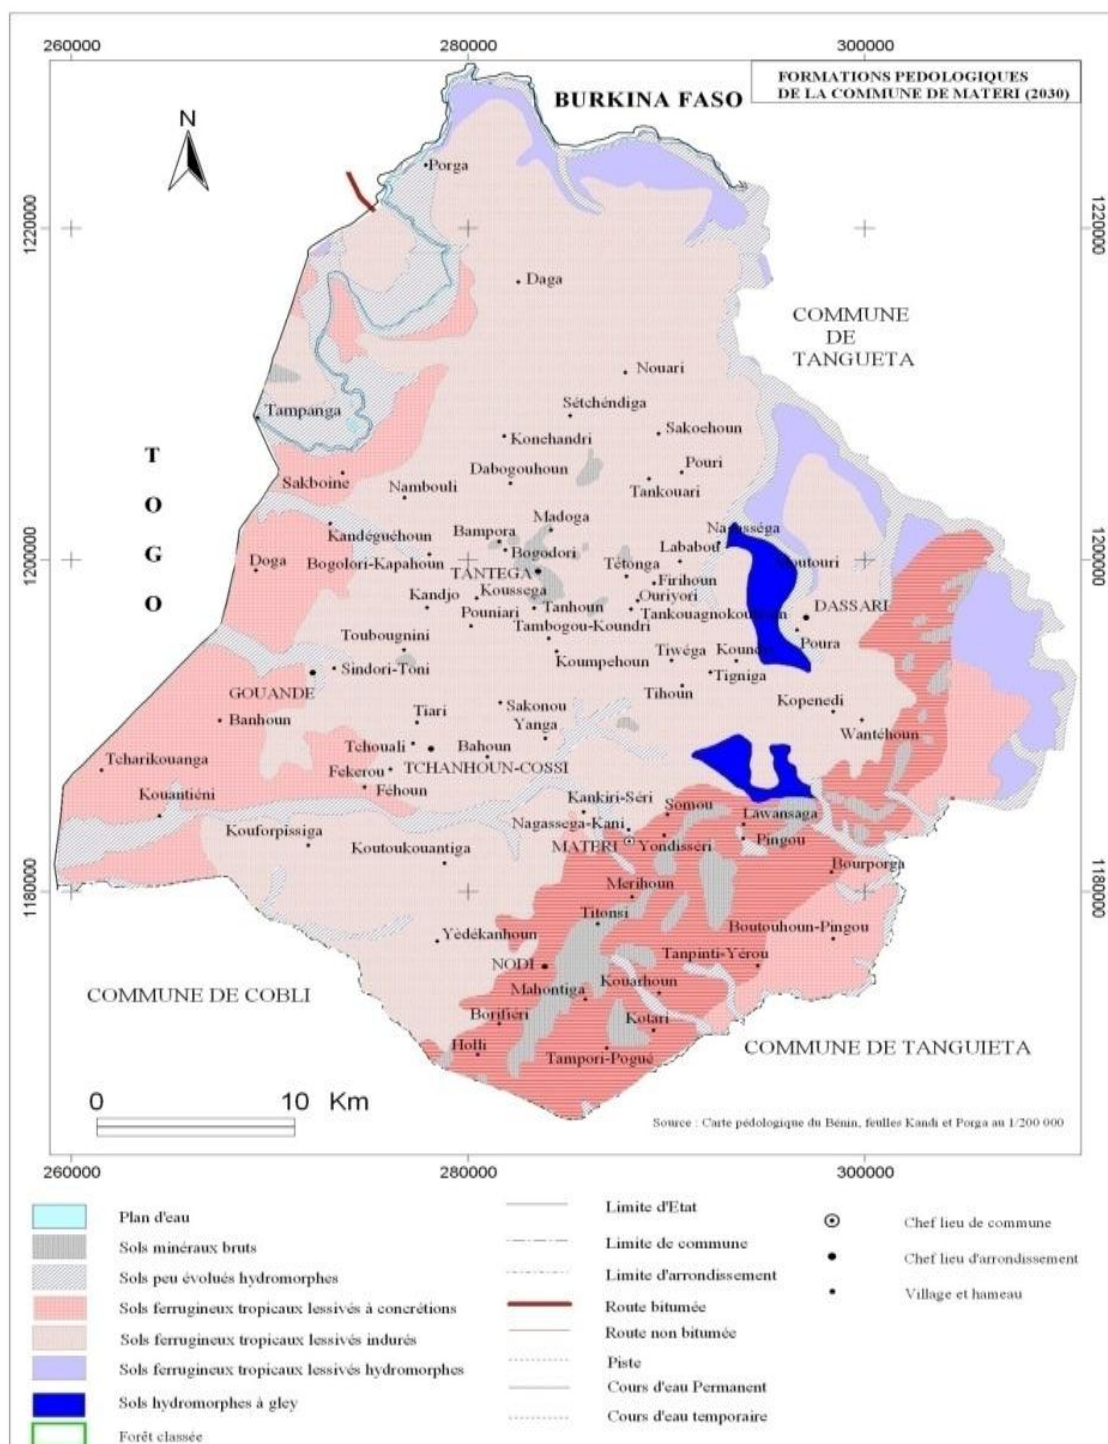 260000 280000 300000
FORMATIONS PEDOLOGIQUES
DE LA COMMUNE DE MATERI (2030)
BURKINA FASO
N
Porga
1220000
1220000
Daga
COMMUNE
DE
TANGUETA
Nouari
Sétchéndiga
Tampanga
Sakoehoun
Konehandri
T
O
G
O
Dabogouhoun
Pouri
Sakboine
Nambouli
Tankouari
Madoga
Kandéguéhoun
Bampora
Nagasséga
1200000
1200000
Bogodori
Lababou
Doga
Bogolori-Kapahoun
Tétonga
Moutouri
TANTEGA
Firihoun
Kandjo
Koussega
Ouriyori
DASSARI
Tanhoun
Pouniari
Toubougnini
Tambogou-Koundri
Poura
Tiwéga
Koumpehoun
Sindori-Toni
Tigniga
GOUANDE
Tihoun
Sakonou
Kopenedi
Tiari
Banhoun
Yanga
Wantéhoun
Tchouali
Bahoun
Tcharikouanga
TCHANHOUN-COSSI
Fekerou
Féhoun
Kouantiéni
Kankiri-Séri
Somou
Lawansaga
Nagassega-Kani
Kouforpissiga
MATERI
Yondisséri
Pingou
Koutoukouantiga
Bourporga
1180000
1180000
Merihoun
Titonsi
Boutouhoun-Pingou
Yédékanhoun
Tanpinti-Yérou
NODI
Kouarhoun
COMMUNE DE COBLI
Mahontiga
Borifiéri
Kotari
Holli
Tampori-Pogué
COMMUNE DE TANGUIETA
0 10 Km
Source : Carte pédologique du Bénin, feulles Kandi et Porga au 1/200 000
260000 280000 300000
Plan d'eau
Sols minéraux bruts
Sols peu évolués hydromorphes
Sols ferrugineux tropicaux lessivés à concrétions
Sols ferrugineux tropicaux lessivés indurés
Sols ferrugineux tropicaux lessivés hydromorphes
Sols hydromorphes à gley
Forêt classée
Limite d'Etat
Limite de commune
Limite d'arrondissement
Route bitumée
Route non bitumée
Piste
Cours d'eau Permanent
Cours d'eau temporaire
Chef lieu de commune
Chef lieu d'arrondissement
Village et hameau